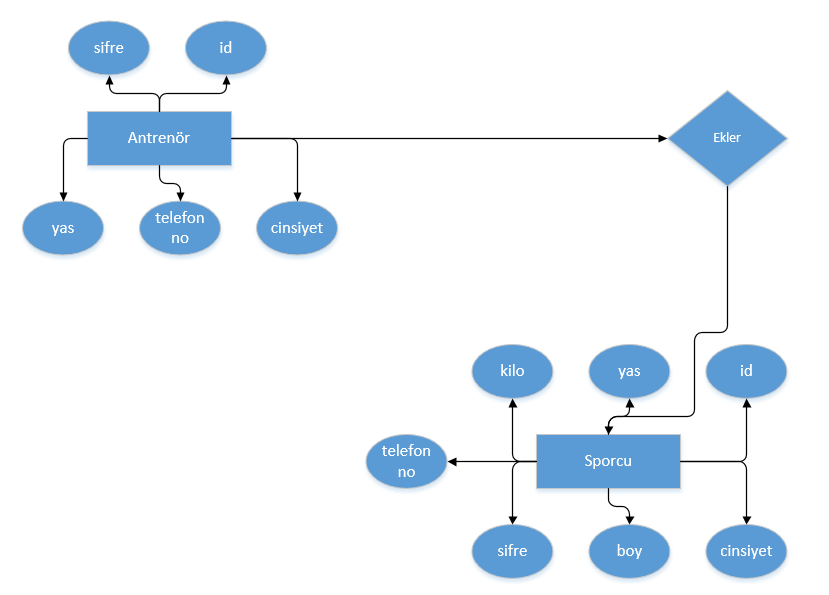 sifre
id
Antrenör
Ekler
yas
telefon
no
cinsiyet
kilo
yas
id
telefon
no
Sporcu
sifre
boy
cinsiyet